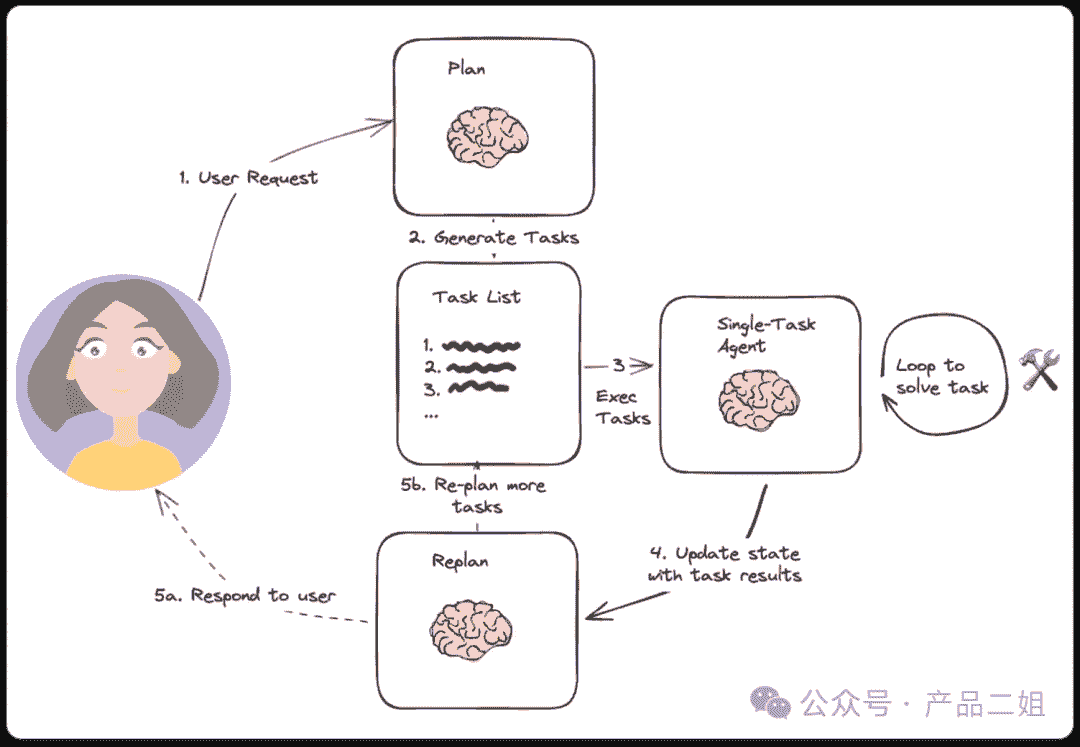 Plan
1. User Request
2. Generate Tasks
Task List
1.
2.
3.
...
3
Exec
Tasks
Single-Task
Agent
Loop to
solve task
4. Update state
with task results
5b. Re-plan more
tasks
Replan
5a. Respond to user
公众号 · 产品二姐